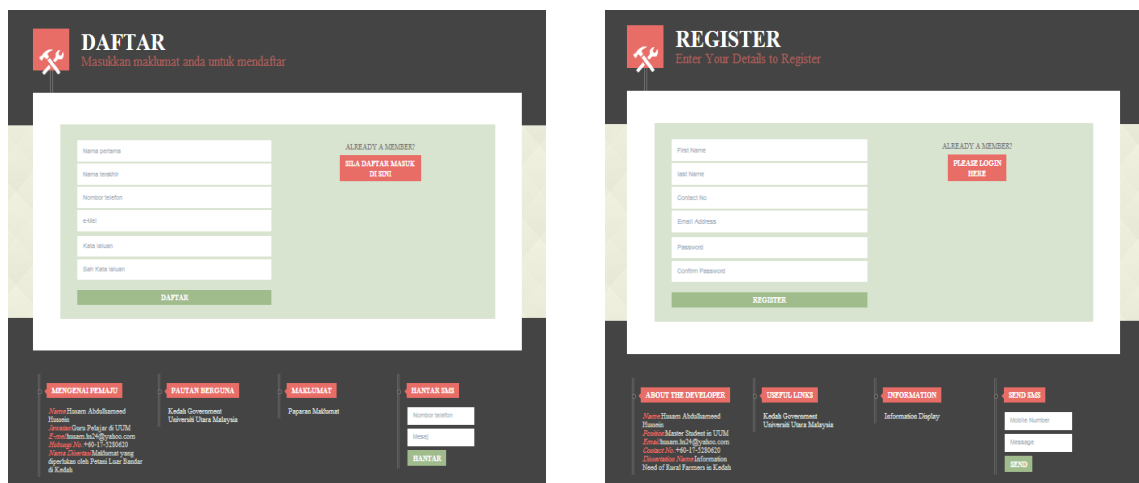 DAFTAR
Masukkan maklumat anda untuk mendaftar
Nama pertama
Nama terakhir
Nombor telefon
e-Mel
Kata laluan
Sah Kata laluan
DAFTAR
ALREADY A MEMBER?
SILA DAFTAR MASUK
DI SINI
MENGENAI PEMAJU
Name Husam Abdulhameed
Hussein
Jawatan Guru Pelajar di UUM
E-mel husam.hs24@yahoo.com
Hubungi No. +60-17-5280620
Nama Disertasi Maklumat yang
diperlukan oleh Petani Luar Bandar
di Kedah
PAUTAN BERGUNA
Kedah Government
Universiti Utara Malaysia
MAKLUMAT
Paparan Maklumat
HANTAR SMS
Nombor telefon
Mesej
HANTAR
REGISTER
Enter Your Details to Register
First Name
last Name
Contact No
Email Address
Password
Confirm Password
REGISTER
ALREADY A MEMBER?
PLEASE LOGIN
HERE
ABOUT THE DEVELOPER
Name Husam Abdulhameed
Hussein
Position Master Student in UUM
Email husam.hs24@yahoo.com
Contact No. +60-17-5280620
Dissertation Name Information
Need of Rural Farmers in Kedah
USEFUL LINKS
Kedah Government
Universiti Utara Malaysia
INFORMATION
Information Display
SEND SMS
Mobile Number
Message
SEND